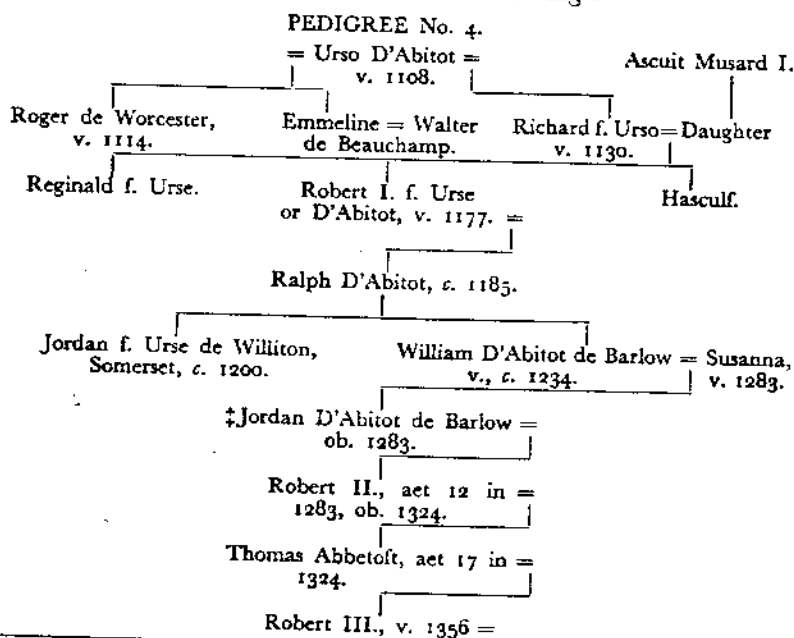 PEDIGREE No. 4.
= Urso D'Abitot =
v. 1108.
Ascuit Musard I.
Roger de Worcester,
v. 1114.
Emmeline = Walter
de Beauchamp.
Richard f. Urso = Daughter
v. 1130.
Reginald f. Urse.
Robert I. f. Urse
or D'Abitot, v. 1177. =
Hasculf.
Ralph D'Abitot, c. 1185.
Jordan f. Urse de Williton,
Somerset, c. 1200.
William D'Abitot de Barlow = Susanna,
v., c. 1234.
v. 1283.
‡Jordan D'Abitot de Barlow =
ob. 1283.
Robert II., aet 12 in =
1283, ob. 1324.
Thomas Abbetoft, aet 17 in =
1324.
Robert III., v. 1356 =